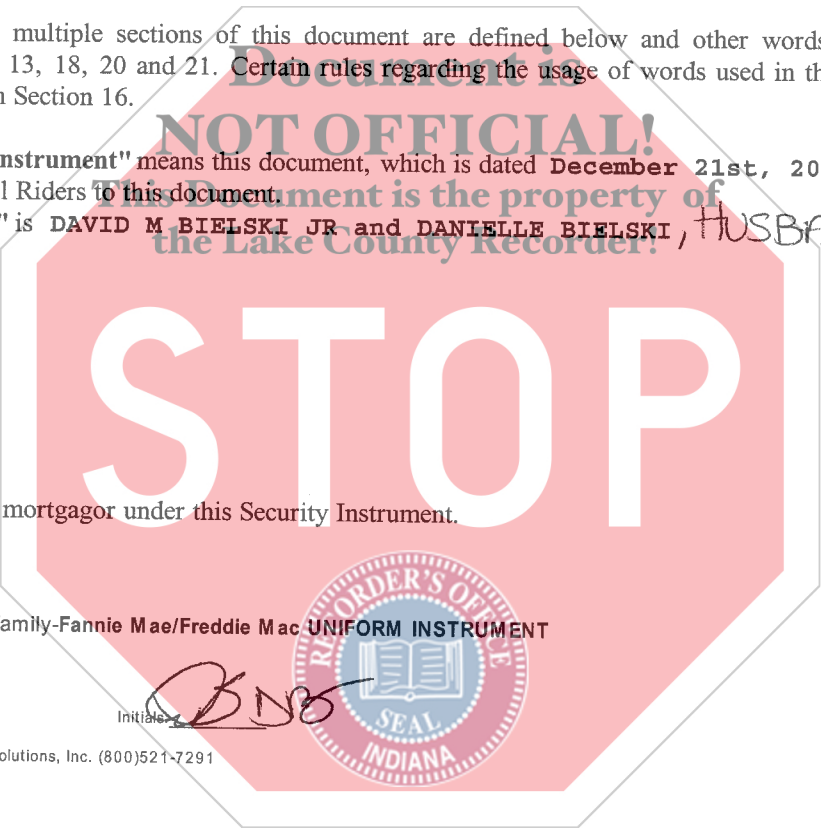 multiple sections of this document are defined below and other words
13, 18, 20 and 21. Certain rules regarding the usage of words used in th
n Section 16.
Document is
NOT OFFICIAL!
This Document is the property of
the Lake County Recorder!
nstrument" means this document, which is dated December 21st, 20
l Riders to this document.
" is DAVID M BIELSKI JR and DANIELLE BIELSKI, HUSBA
STOP
mortgagor under this Security Instrument.
amily-Fannie Mae/Freddie Mac UNIFORM INSTRUMENT
RECORDER'S OFFICE
SEAL
INDIANA
Initials: DB
olutions, Inc. (800)521-7291